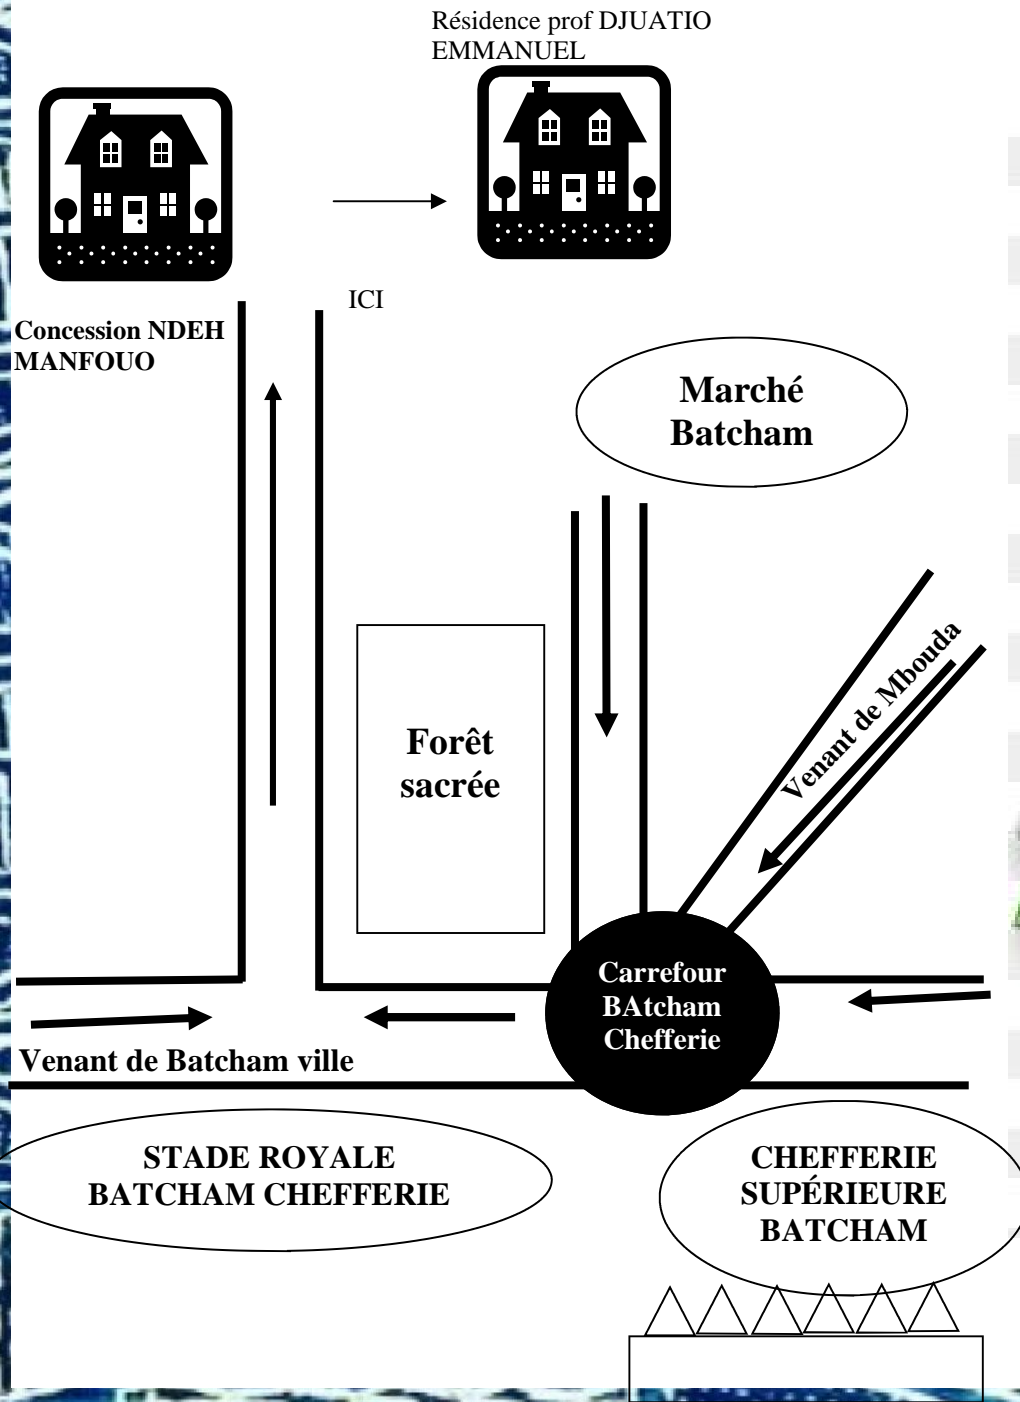 Résidence prof DJUATIO
EMMANUEL
ICI
Concession NDEH
MANFOUO
Marché
Batcham
Venant de Mbouda
Forêt
sacrée
Carrefour
BAtcham
Chefferie
Venant de Batcham ville
STADE ROYALE
BATCHAM CHEFFERIE
CHEFFERIE
SUPÉRIEURE
BATCHAM